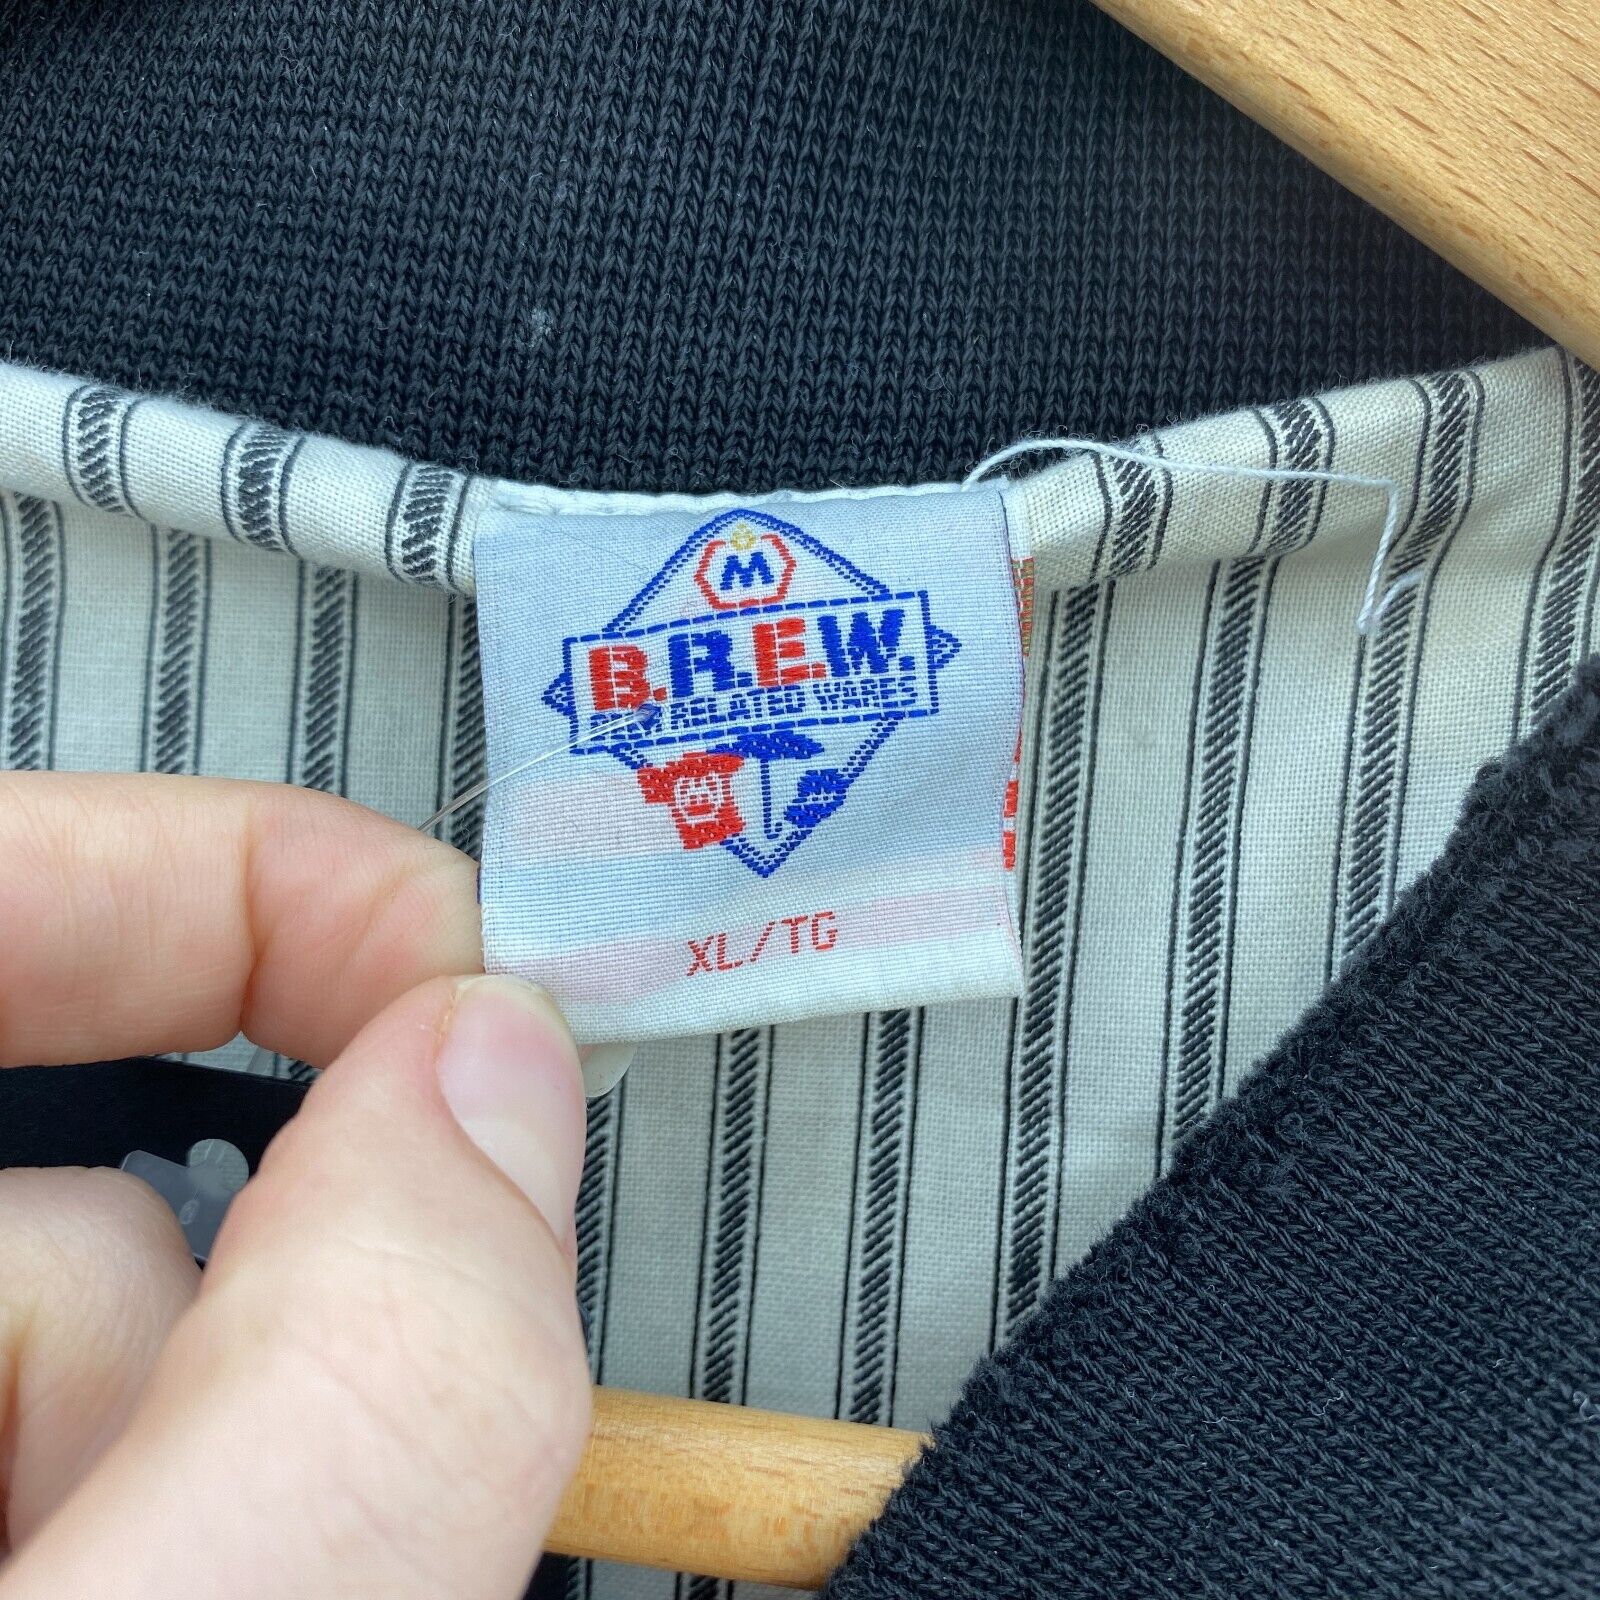 M
B.R.E.W.
RELATED WARES
M
XL/TG